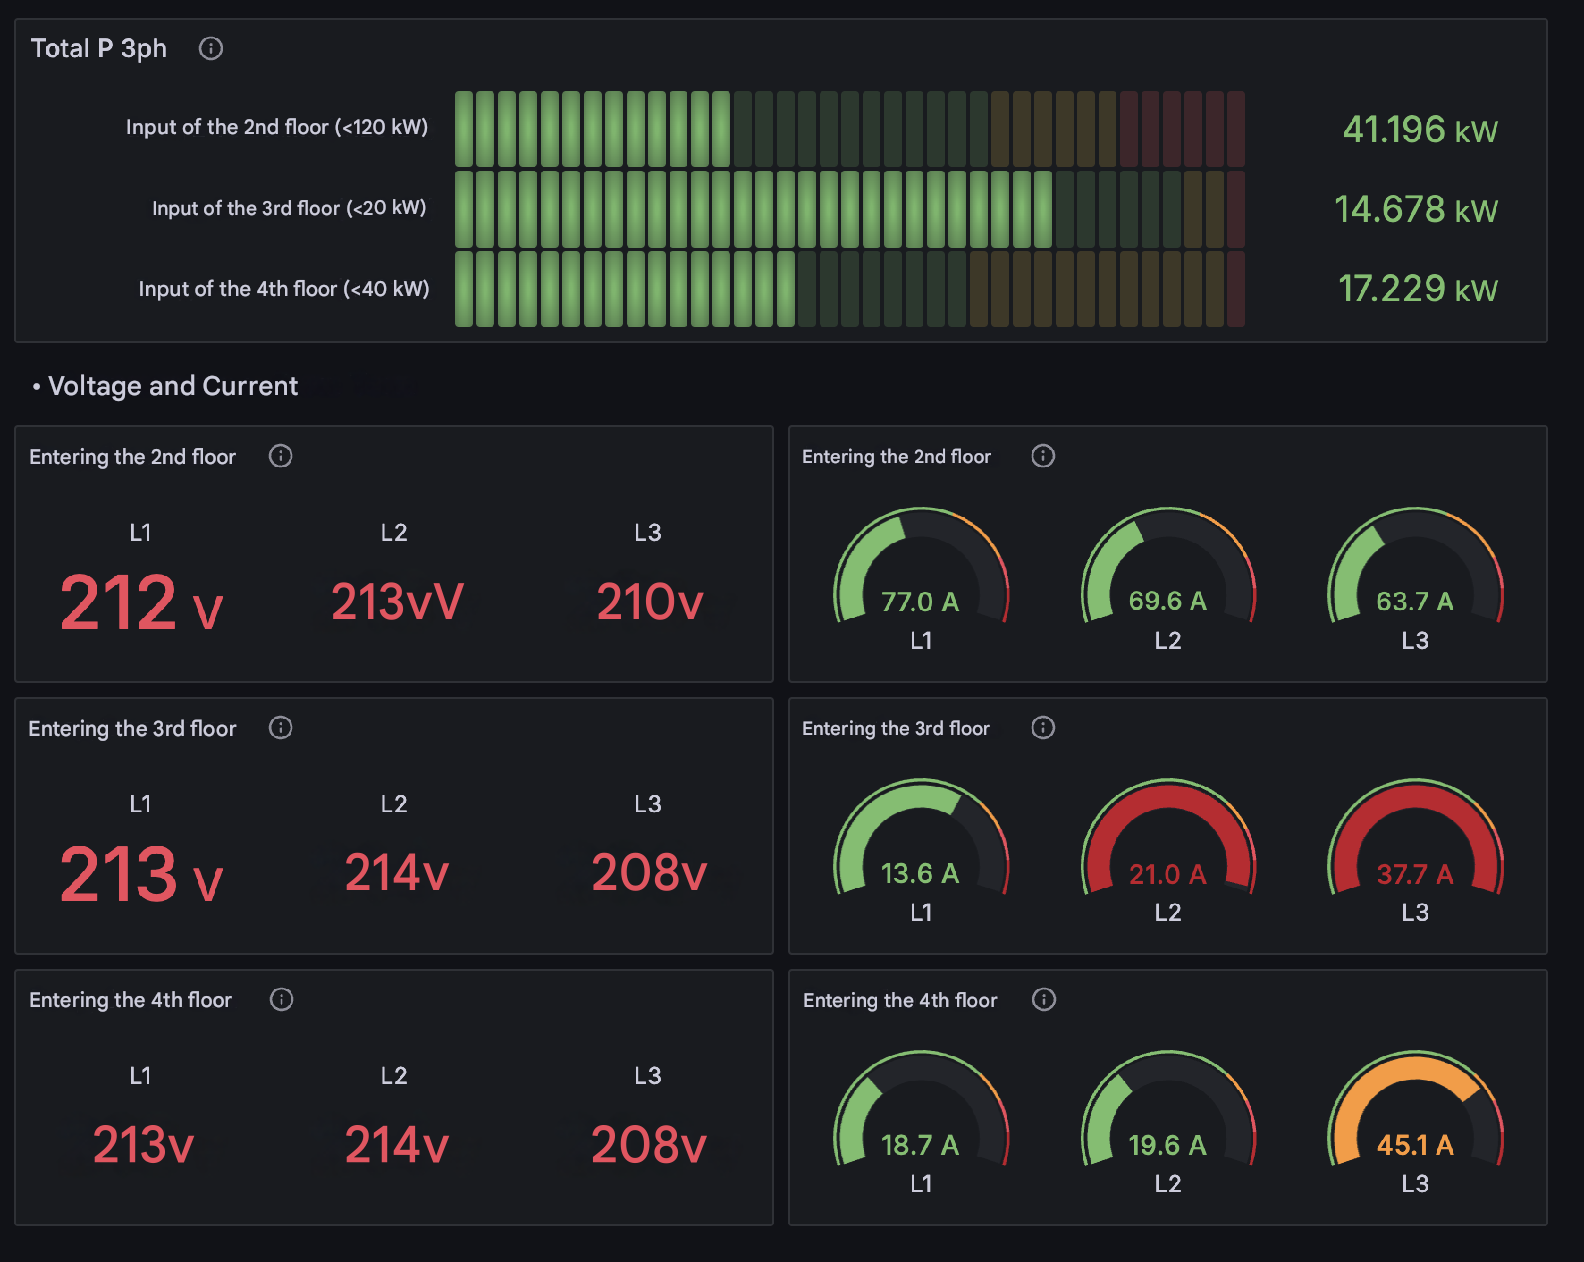 Total P 3ph
Input of the 2nd floor (<120 kW)
41.196 kW
Input of the 3rd floor (<20 kW)
14.678 kW
Input of the 4th floor (<40 kW)
17.229 kW
• Voltage and Current
Entering the 2nd floor
L1
L2
L3
212 v
213vV
210v
Entering the 2nd floor
77.0 A
69.6 A
63.7 A
L1
L2
L3
Entering the 3rd floor
L1
L2
L3
213 v
214v
208v
Entering the 3rd floor
13.6 A
21.0 A
37.7 A
L1
L2
L3
Entering the 4th floor
L1
L2
L3
213v
214v
208v
Entering the 4th floor
18.7 A
19.6 A
45.1 A
L1
L2
L3